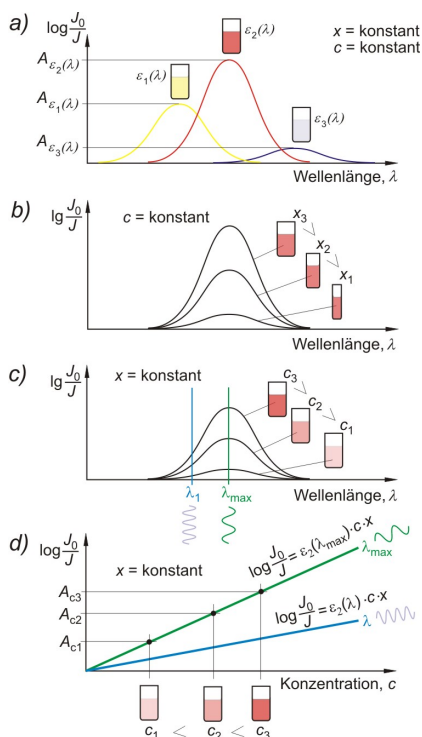 a)
log J₀/J
x = konstant
c = konstant
ε₂(λ)
Aε₂(λ)
ε₁(λ)
Aε₁(λ)
ε₃(λ)
Aε₃(λ)
Wellenlänge, λ
b)
lg J₀/J
c = konstant
x₃ > x₂ > x₁
Wellenlänge, λ
c)
lg J₀/J
x = konstant
c₃ > c₂ > c₁
λ₁
λmax
Wellenlänge, λ
d)
log J₀/J
x = konstant
log J₀/J = ε₂(λmax)·c·x
λmax
Ac3
Ac2
log J₀/J = ε₂(λ)·c·x
λ
Ac1
Konzentration, c
c₁ < c₂ < c₃